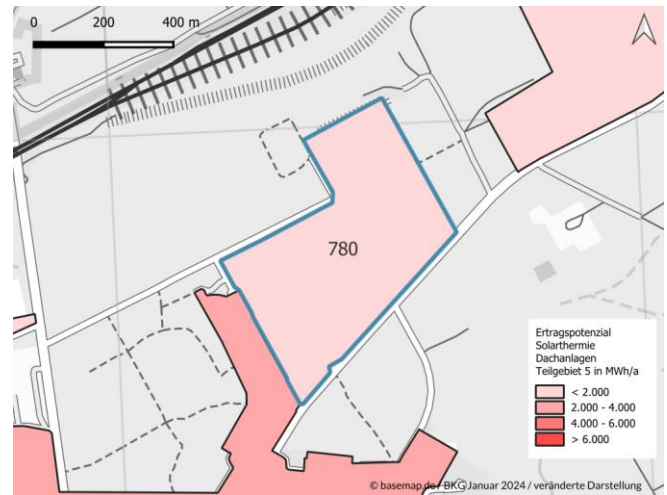 0 200 400 m
780
Ertragspotenzial
Solarthermie
Dachanlagen
Teilgebiet 5 in MWh/a
< 2.000
2.000 - 4.000
4.000 - 6.000
> 6.000
© basemap.de / BKG Januar 2024 / veränderte Darstellung